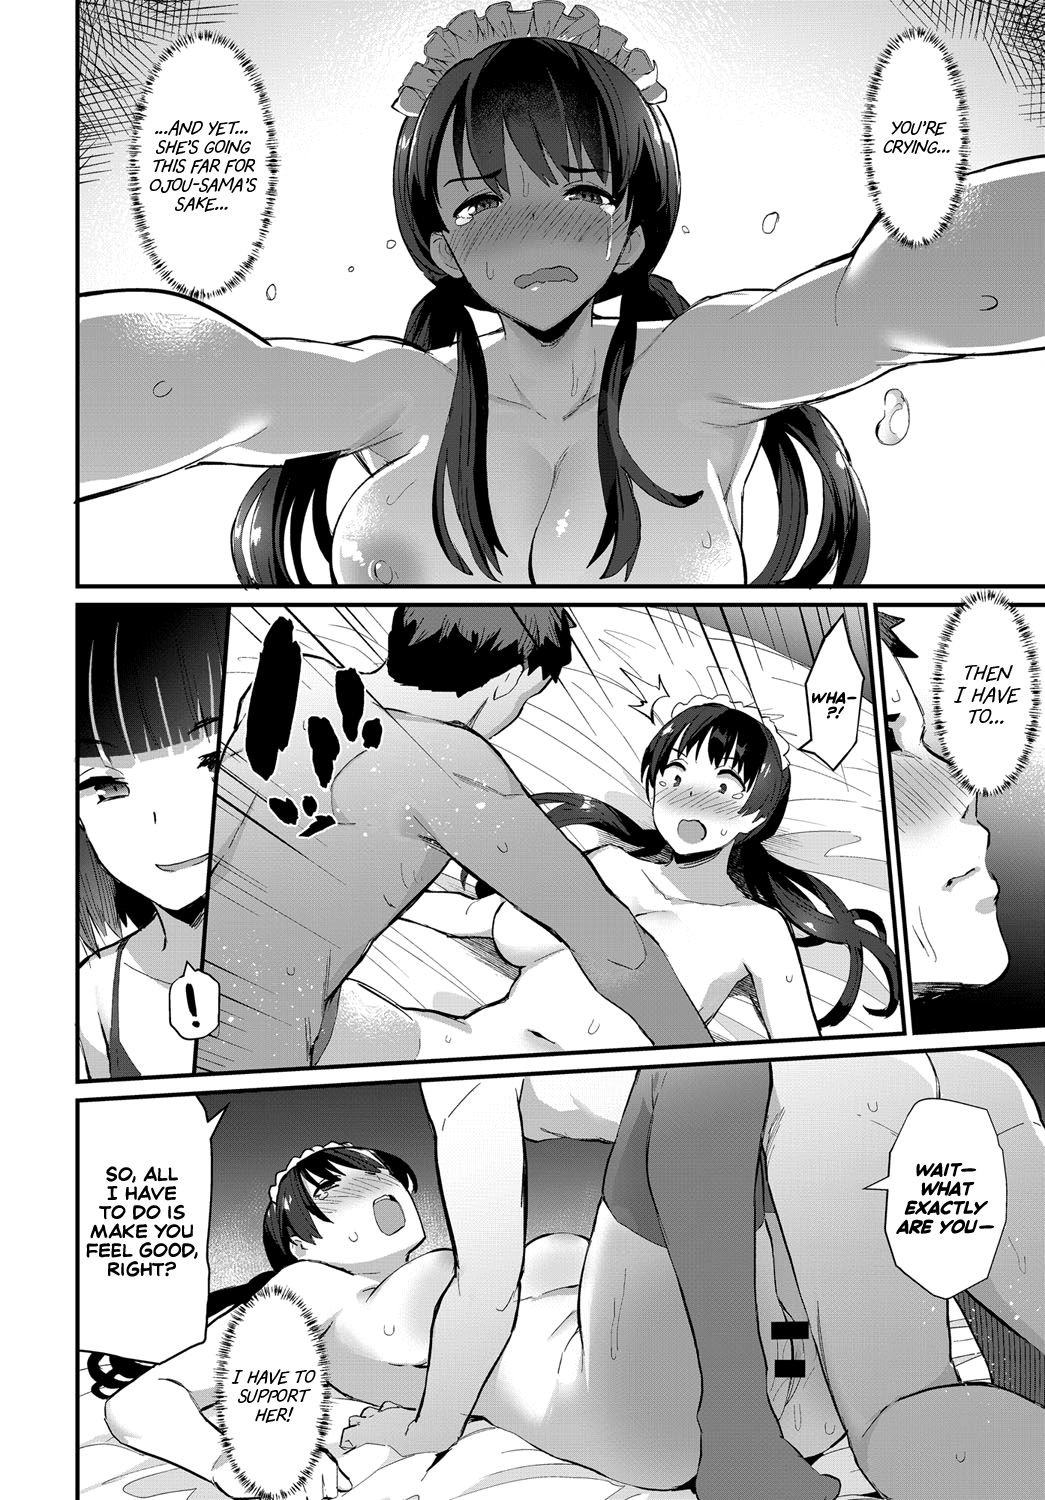 YOU'RE
CRYING...
...AND YET...
SHE'S GOING
THIS FAR FOR
OJOU-SAMA'S
SAKE...
THEN
I HAVE
TO...
WHA-
?!
!
WAIT-
WHAT
EXACTLY
ARE YOU-
SO, ALL
I HAVE
TO DO IS
MAKE YOU
FEEL GOOD,
RIGHT?
I HAVE TO
SUPPORT
HER!